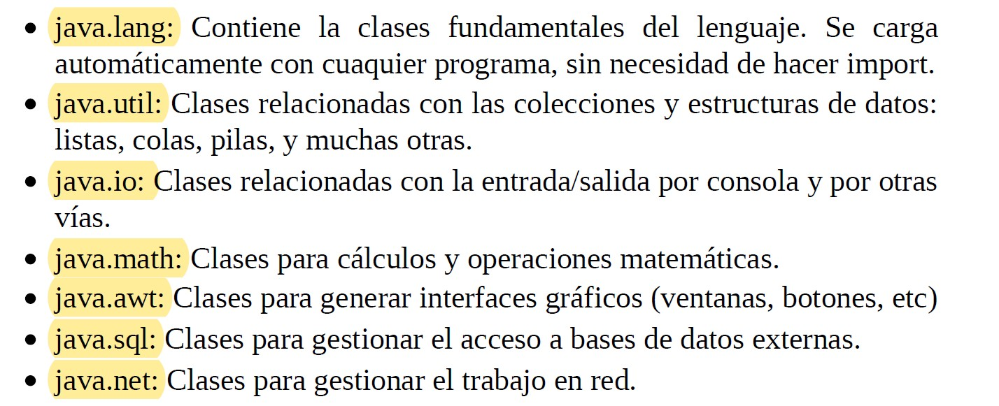 • java.lang: Contiene la clases fundamentales del lenguaje. Se carga
automáticamente con cuaquier programa, sin necesidad de hacer import.
• java.util: Clases relacionadas con las colecciones y estructuras de datos:
listas, colas, pilas, y muchas otras.
• java.io: Clases relacionadas con la entrada/salida por consola y por otras
vías.
• java.math: Clases para cálculos y operaciones matemáticas.
• java.awt: Clases para generar interfaces gráficos (ventanas, botones, etc)
• java.sql: Clases para gestionar el acceso a bases de datos externas.
• java.net: Clases para gestionar el trabajo en red.